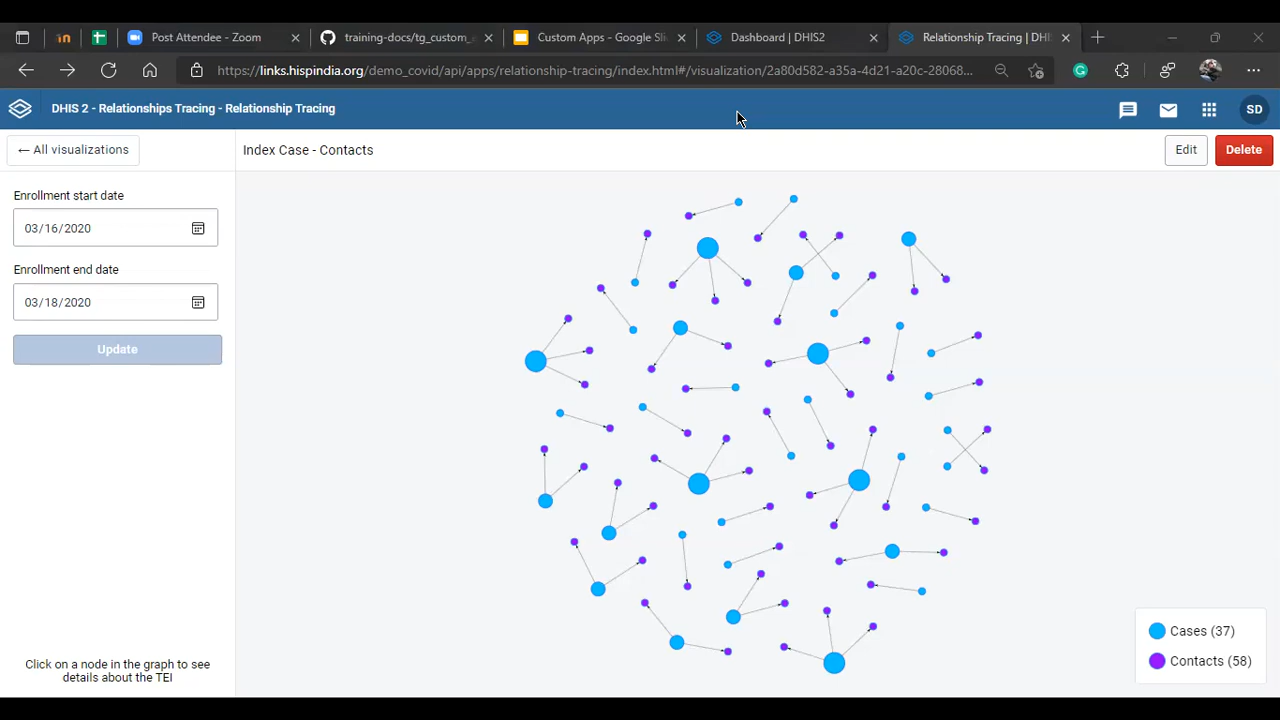 in
Post Attendee - Zoom
training-docs/tg_custom_
Custom Apps - Google Sli
Dashboard | DHIS2
Relationship Tracing | DHI
https://links.hispindia.org/demo_covid/api/apps/relationship-tracing/index.html#/visualization/2a80d582-a35a-4d21-a20c-28068...
DHIS 2 - Relationships Tracing - Relationship Tracing
SD
← All visualizations
Index Case - Contacts
Edit
Delete
Enrollment start date
03/16/2020
Enrollment end date
03/18/2020
Update
Cases (37)
Contacts (58)
Click on a node in the graph to see
details about the TEI